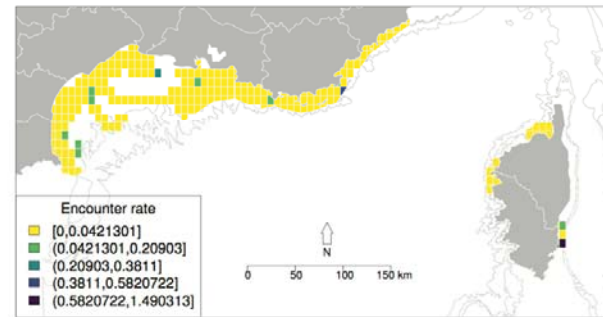 Encounter rate
[0,0.0421301]
(0.0421301,0.20903]
(0.20903,0.3811]
(0.3811,0.5820722]
(0.5820722,1.490313]
N
0 50 100 150 km